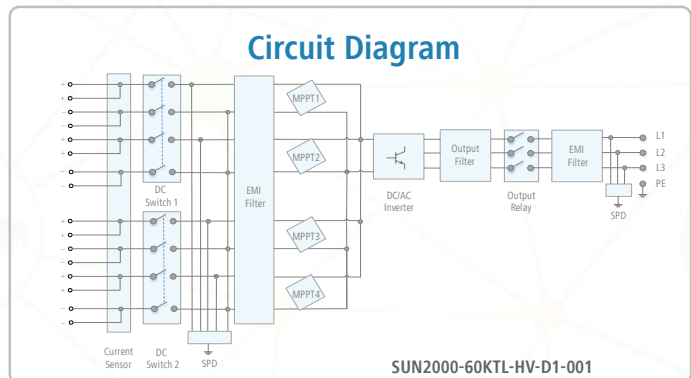 Circuit Diagram
+
+
−
−
+
+
−
−
DC
Switch 1
+
+
−
−
+
+
−
−
Current
Sensor
DC
Switch 2
SPD
EMI
Filter
MPPT1
MPPT2
MPPT3
MPPT4
DC/AC
Inverter
Output
Filter
Output
Relay
EMI
Filter
SPD
L1
L2
L3
PE
SUN2000-60KTL-HV-D1-001